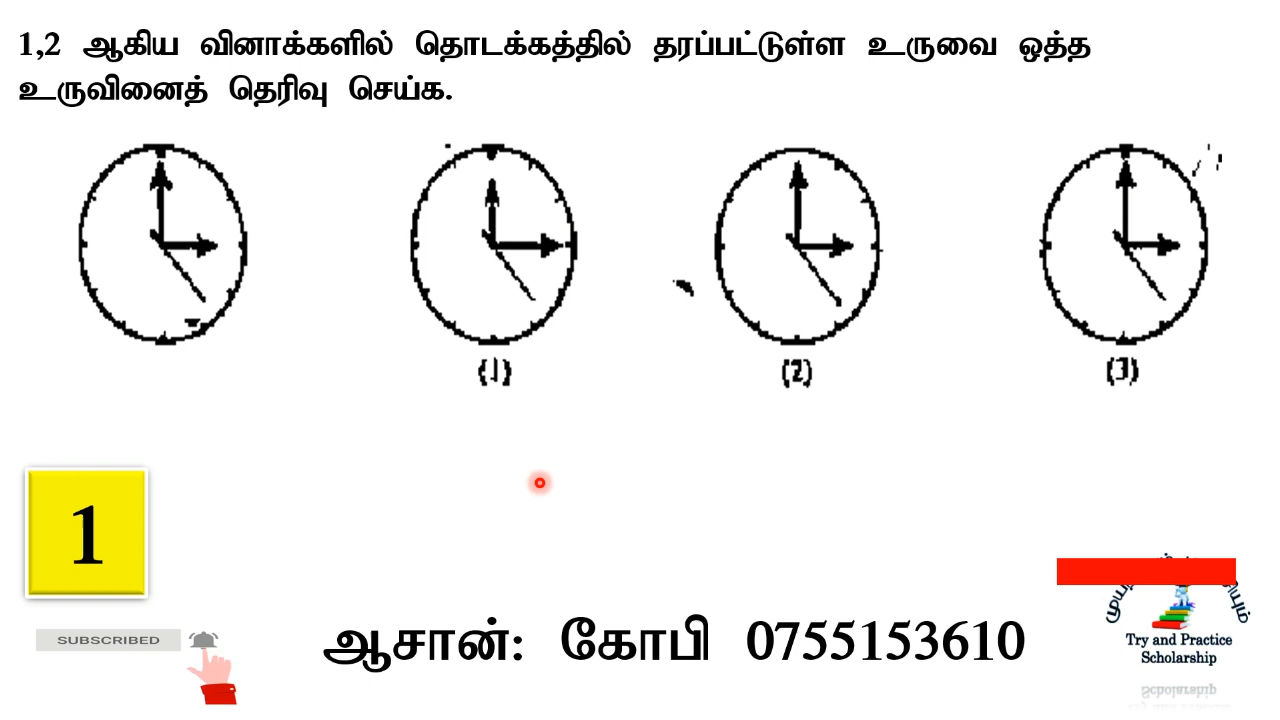 1,2 ஆகிய வினாக்களில் தொடக்கத்தில் தரப்பட்டுள்ள உருவை ஒத்த
உருவினைத் தெரிவு செய்க.
(1) (2) (3)
1
SUBSCRIBED
ஆசான்: கோபி 0755153610
Try and Practice
Scholarship